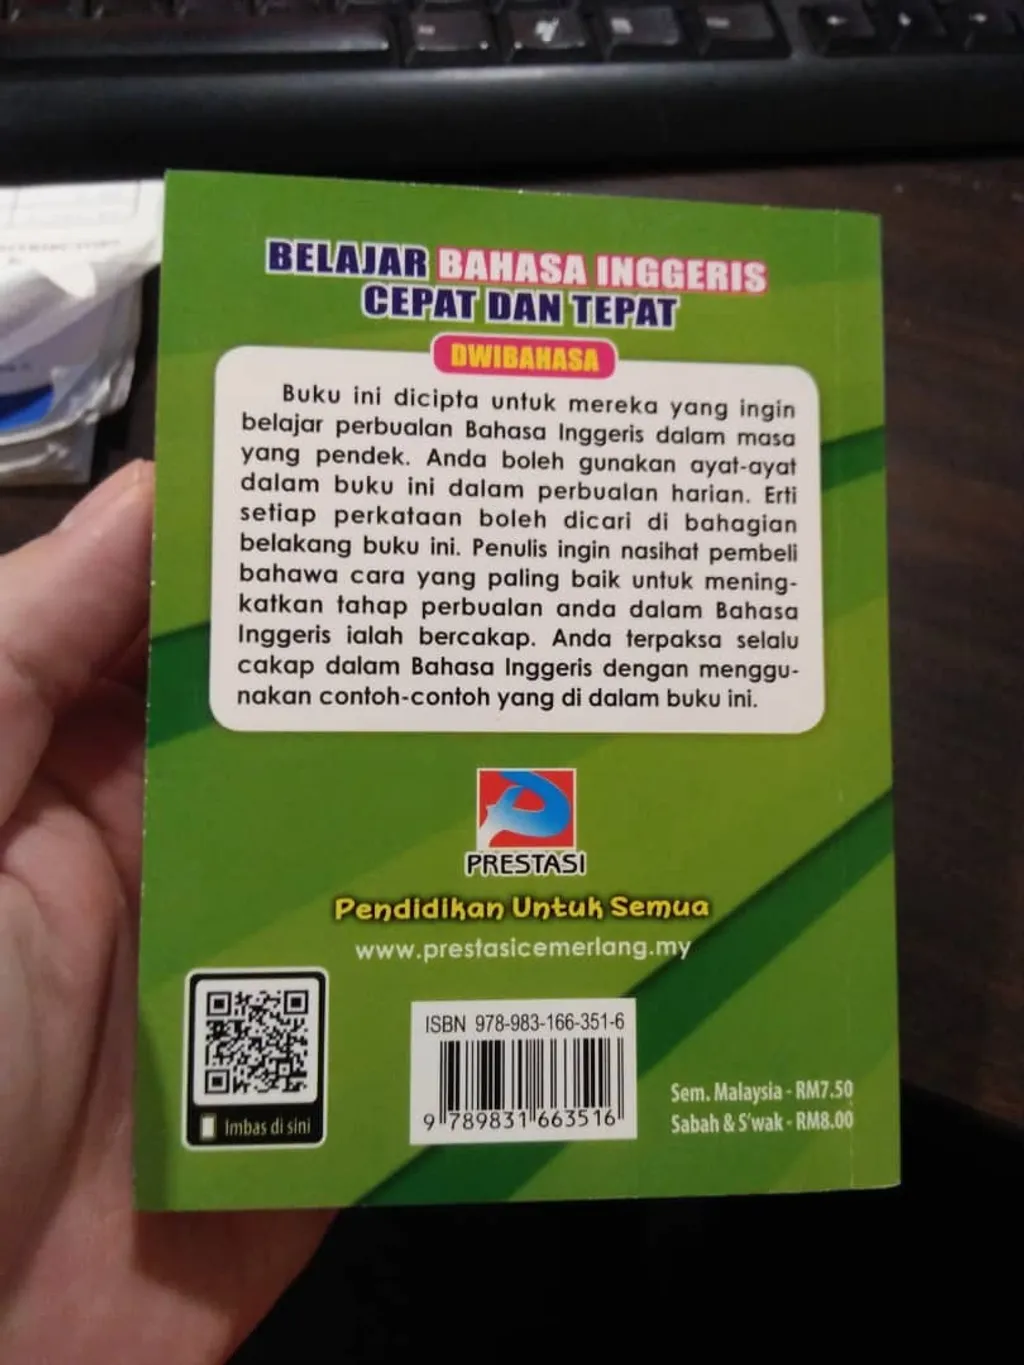 BELAJAR BAHASA INGGERIS
CEPAT DAN TEPAT
DWIBAHASA
Buku ini dicipta untuk mereka yang ingin
belajar perbualan Bahasa Inggeris dalam masa
yang pendek. Anda boleh gunakan ayat-ayat
dalam buku ini dalam perbualan harian. Erti
setiap perkataan boleh dicari di bahagian
belakang buku ini. Penulis ingin nasihat pembeli
bahawa cara yang paling baik untuk mening-
katkan tahap perbualan anda dalam Bahasa
Inggeris ialah bercakap. Anda terpaksa selalu
cakap dalam Bahasa Inggeris dengan menggu-
nakan contoh-contoh yang di dalam buku ini.
PRESTASI
Pendidikan Untuk Semua
www.prestasicemerlang.my
Imbas di sini
ISBN 978-983-166-351-6
9 789831 663516
Sem. Malaysia - RM7.50
Sabah & S'wak - RM8.00